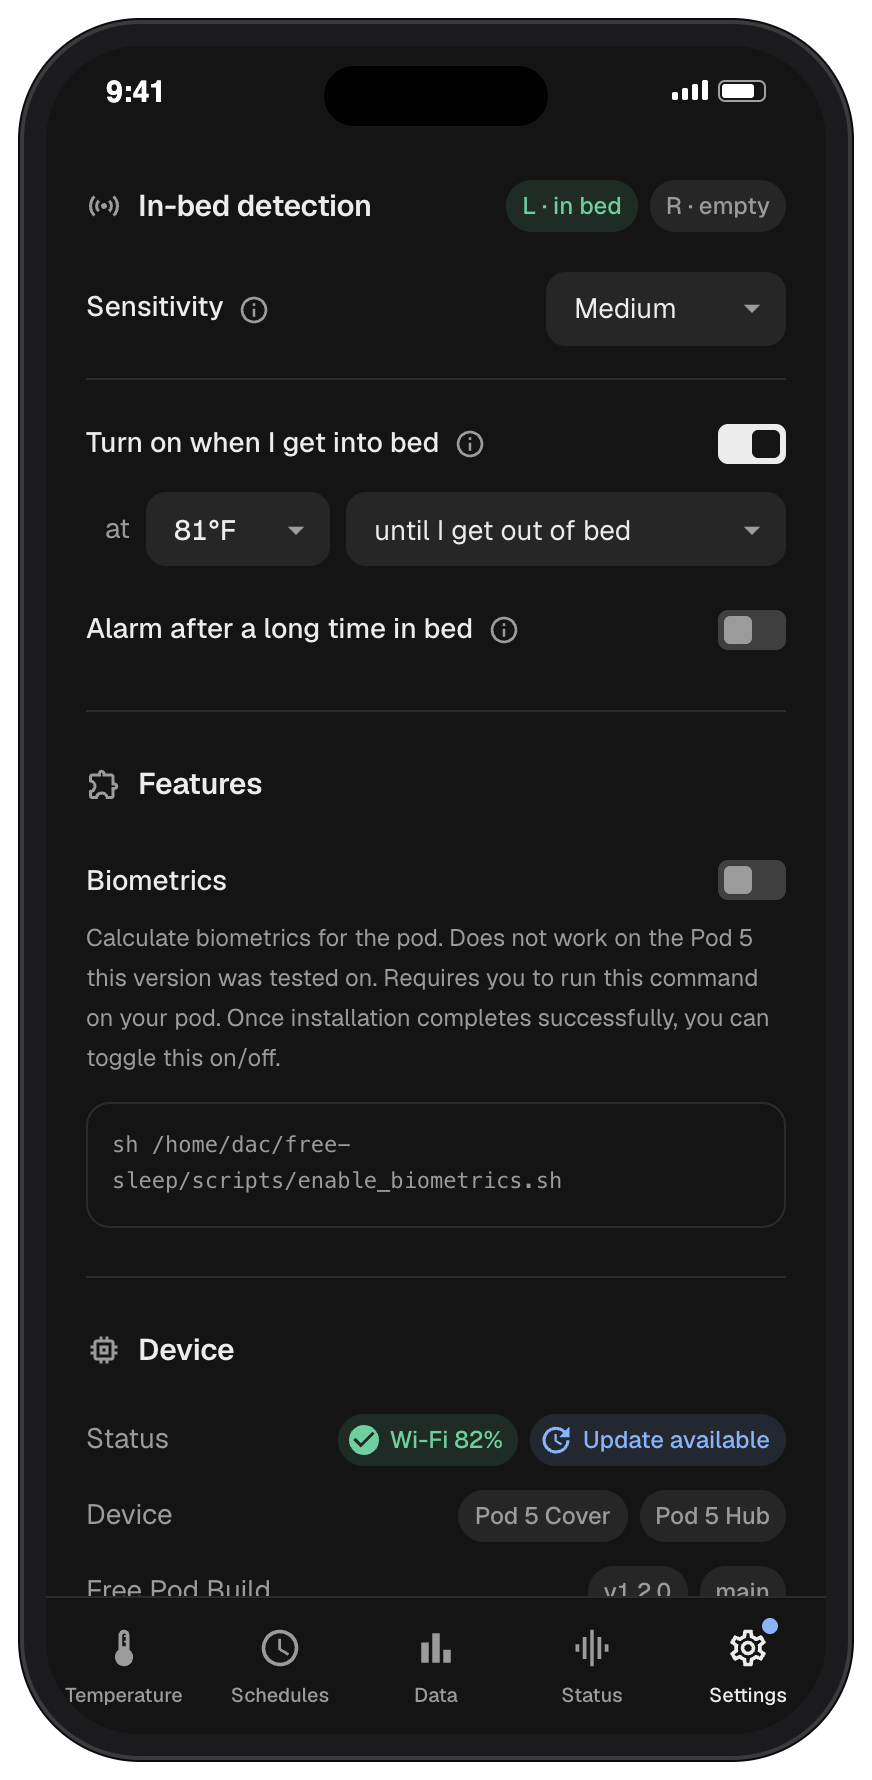 9:41
In-bed detection L · in bed R · empty
Sensitivity Medium
Turn on when I get into bed
at 81°F until I get out of bed
Alarm after a long time in bed
Features
Biometrics
Calculate biometrics for the pod. Does not work on the Pod 5
this version was tested on. Requires you to run this command
on your pod. Once installation completes successfully, you can
toggle this on/off.
sh /home/dac/free-
sleep/scripts/enable_biometrics.sh
Device
Status Wi-Fi 82% Update available
Device Pod 5 Cover Pod 5 Hub
Free Pod Build v1.2.0 main
Temperature Schedules Data Status Settings